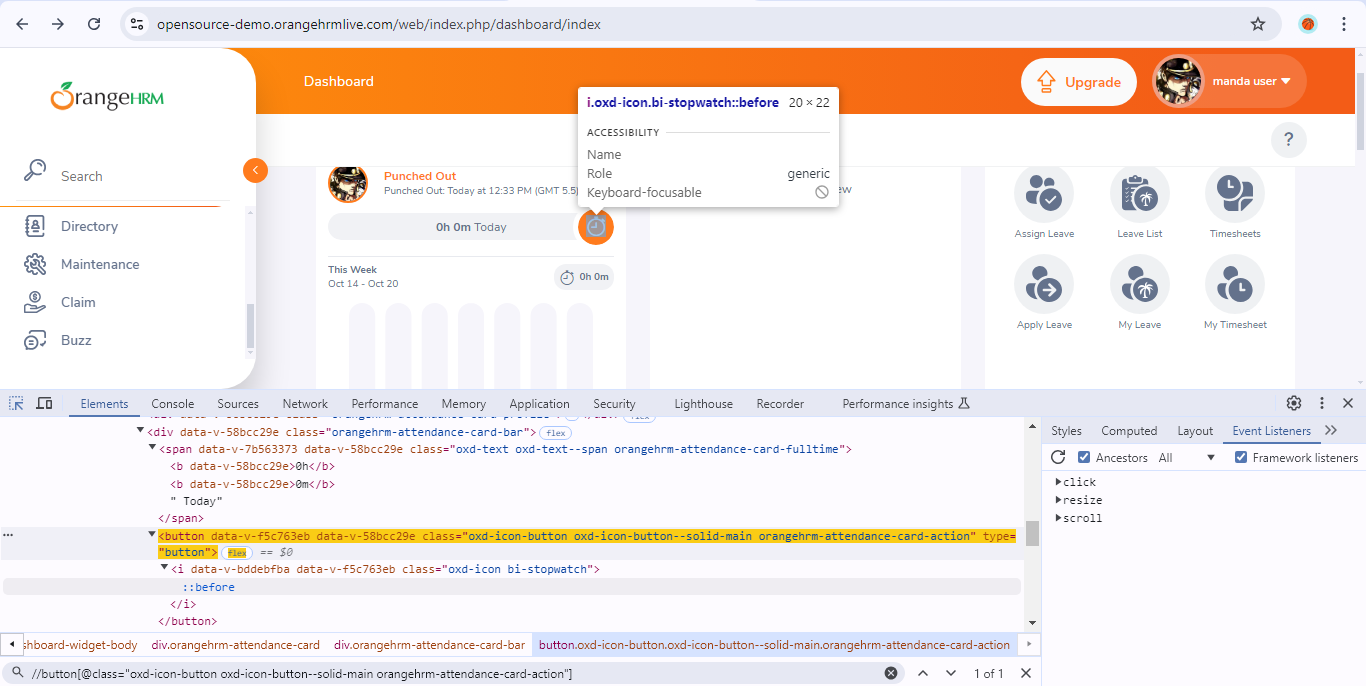 opensource-demo.orangehrmlive.com/web/index.php/dashboard/index
OrangeHRM
Dashboard
Upgrade
manda user
i.oxd-icon.bi-stopwatch::before 20 × 22
ACCESSIBILITY
Name
Role generic
Keyboard-focusable
?
Search
Directory
Maintenance
Claim
Buzz
Punched Out
Punched Out: Today at 12:33 PM (GMT 5.5)
0h 0m Today
This Week
Oct 14 - Oct 20
0h 0m
Assign Leave
Leave List
Timesheets
Apply Leave
My Leave
My Timesheet
Elements Console Sources Network Performance Memory Application Security Lighthouse Recorder Performance insights
<div data-v-58bcc29e class="orangehrm-attendance-card-bar"> flex
<span data-v-7b563373 data-v-58bcc29e class="oxd-text oxd-text--span orangehrm-attendance-card-fulltime">
<b data-v-58bcc29e>0h</b>
<b data-v-58bcc29e>0m</b>
" Today"
</span>
<button data-v-f5c763eb data-v-58bcc29e class="oxd-icon-button oxd-icon-button--solid-main orangehrm-attendance-card-action" type=
"button"> flex == $0
<i data-v-bddebfba data-v-f5c763eb class="oxd-icon bi-stopwatch">
::before
</i>
</button>
shboard-widget-body div.orangehrm-attendance-card div.orangehrm-attendance-card-bar button.oxd-icon-button.oxd-icon-button--solid-main.orangehrm-attendance-card-action
//button[@class="oxd-icon-button oxd-icon-button--solid-main orangehrm-attendance-card-action"]
1 of 1
Styles Computed Layout Event Listeners
Ancestors All Framework listeners
click
resize
scroll